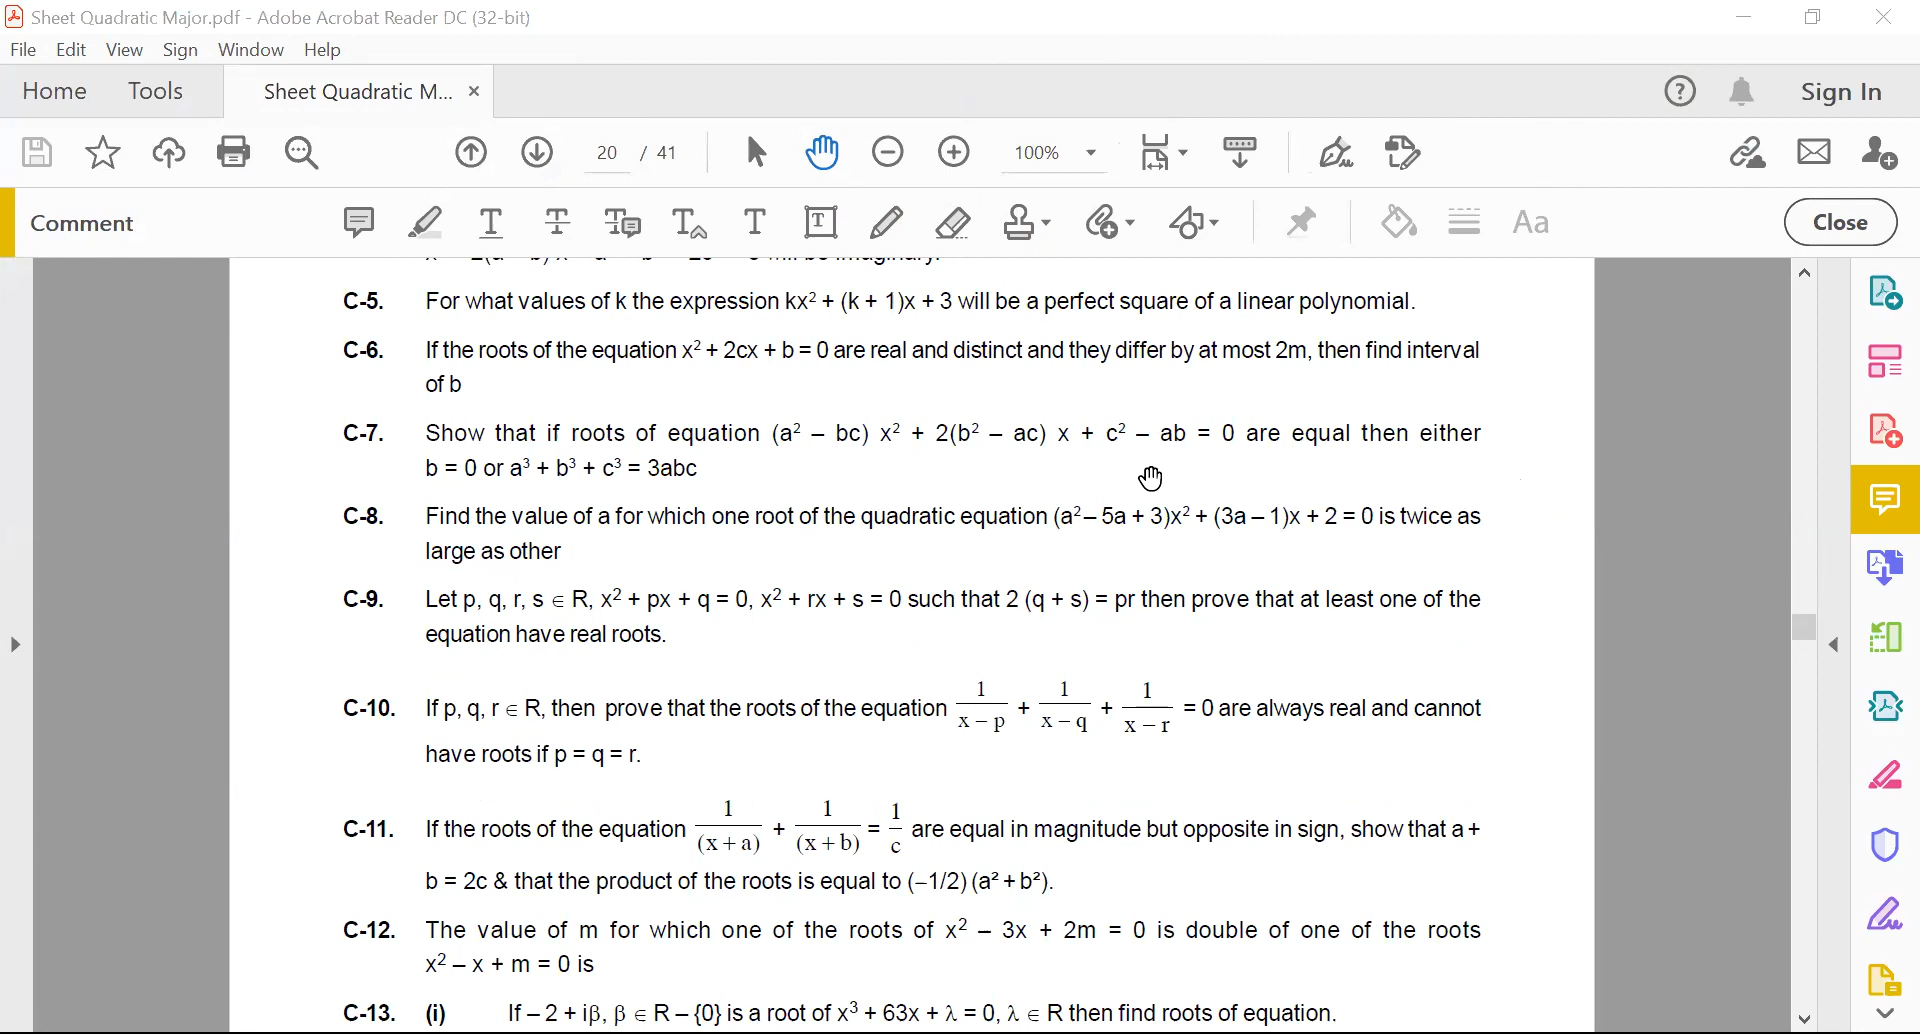 Sheet Quadratic Major.pdf - Adobe Acrobat Reader DC (32-bit)
File Edit View Sign Window Help
Home Tools Sheet Quadratic M... × Sign In
20 / 41 100%
Comment Close
C-5. For what values of k the expression kx² + (k + 1)x + 3 will be a perfect square of a linear polynomial.
C-6. If the roots of the equation x² + 2cx + b = 0 are real and distinct and they differ by at most 2m, then find interval
of b
C-7. Show that if roots of equation (a² – bc) x² + 2(b² – ac) x + c² – ab = 0 are equal then either
b = 0 or a³ + b³ + c³ = 3abc
C-8. Find the value of a for which one root of the quadratic equation (a² – 5a + 3)x² + (3a – 1)x + 2 = 0 is twice as
large as other
C-9. Let p, q, r, s ∈ R, x² + px + q = 0, x² + rx + s = 0 such that 2 (q + s) = pr then prove that at least one of the
equation have real roots.
C-10. If p, q, r ∈ R, then prove that the roots of the equation 1/(x – p) + 1/(x – q) + 1/(x – r) = 0 are always real and cannot
have roots if p = q = r.
C-11. If the roots of the equation 1/(x + a) + 1/(x + b) = 1/c are equal in magnitude but opposite in sign, show that a +
b = 2c & that the product of the roots is equal to (–1/2) (a² + b²).
C-12. The value of m for which one of the roots of x² – 3x + 2m = 0 is double of one of the roots
x² – x + m = 0 is
C-13. (i) If – 2 + iβ, β ∈ R – {0} is a root of x³ + 63x + λ = 0, λ ∈ R then find roots of equation.